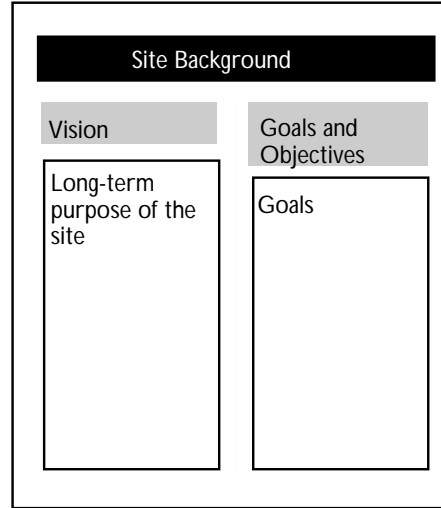 Site Background
Vision
Long-term
purpose of the
site
Goals and
Objectives
Goals